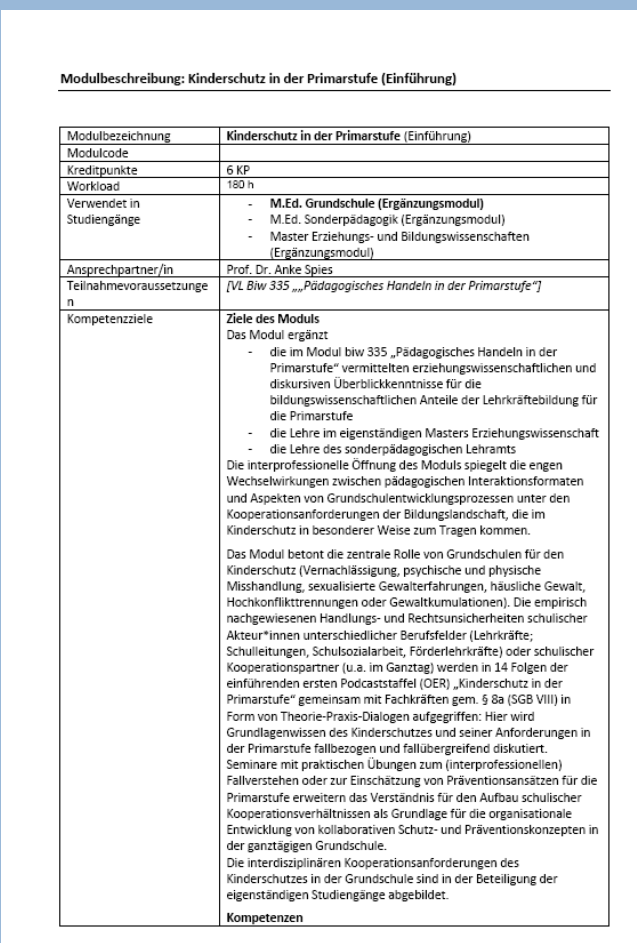 Modulbeschreibung: Kinderschutz in der Primarstufe (Einführung)
Modulbezeichnung Kinderschutz in der Primarstufe (Einführung)
Modulcode
Kreditpunkte 6 KP
Workload 180 h
Verwendet in - M.Ed. Grundschule (Ergänzungsmodul)
Studiengänge - M.Ed. Sonderpädagogik (Ergänzungsmodul)
- Master Erziehungs- und Bildungswissenschaften
(Ergänzungsmodul)
Ansprechpartner/in Prof. Dr. Anke Spies
Teilnahmevoraussetzunge [VL Biw 335 „„Pädagogisches Handeln in der Primarstufe“]
n
Kompetenzziele Ziele des Moduls
Das Modul ergänzt
- die im Modul biw 335 „Pädagogisches Handeln in der
Primarstufe“ vermittelten erziehungswissenschaftlichen und
diskursiven Überblickkenntnisse für die
bildungswissenschaftlichen Anteile der Lehrkräftebildung für
die Primarstufe
- die Lehre im eigenständigen Masters Erziehungswissenschaft
- die Lehre des sonderpädagogischen Lehramts
Die interprofessionelle Öffnung des Moduls spiegelt die engen
Wechselwirkungen zwischen pädagogischen Interaktionsformaten
und Aspekten von Grundschulentwicklungsprozessen unter den
Kooperationsanforderungen der Bildungslandschaft, die im
Kinderschutz in besonderer Weise zum Tragen kommen.
Das Modul betont die zentrale Rolle von Grundschulen für den
Kinderschutz (Vernachlässigung, psychische und physische
Misshandlung, sexualisierte Gewalterfahrungen, häusliche Gewalt,
Hochkonflikttrennungen oder Gewaltkumulationen). Die empirisch
nachgewiesenen Handlungs- und Rechtsunsicherheiten schulischer
Akteur*innen unterschiedlicher Berufsfelder (Lehrkräfte;
Schulleitungen, Schulsozialarbeit, Förderlehrkräfte) oder schulischer
Kooperationspartner (u.a. im Ganztag) werden in 14 Folgen der
einführenden ersten Podcaststaffel (OER) „Kinderschutz in der
Primarstufe“ gemeinsam mit Fachkräften gem. § 8a (SGB VIII) in
Form von Theorie-Praxis-Dialogen aufgegriffen: Hier wird
Grundlagenwissen des Kinderschutzes und seiner Anforderungen in
der Primarstufe fallbezogen und fallübergreifend diskutiert.
Seminare mit praktischen Übungen zum (interprofessionellen)
Fallverstehen oder zur Einschätzung von Präventionsansätzen für die
Primarstufe erweitern das Verständnis für den Aufbau schulischer
Kooperationsverhältnissen als Grundlage für die organisationale
Entwicklung von kollaborativen Schutz- und Präventionskonzepten in
der ganztägigen Grundschule.
Die interdisziplinären Kooperationsanforderungen des
Kinderschutzes in der Grundschule sind in der Beteiligung der
eigenständigen Studiengänge abgebildet.
Kompetenzen